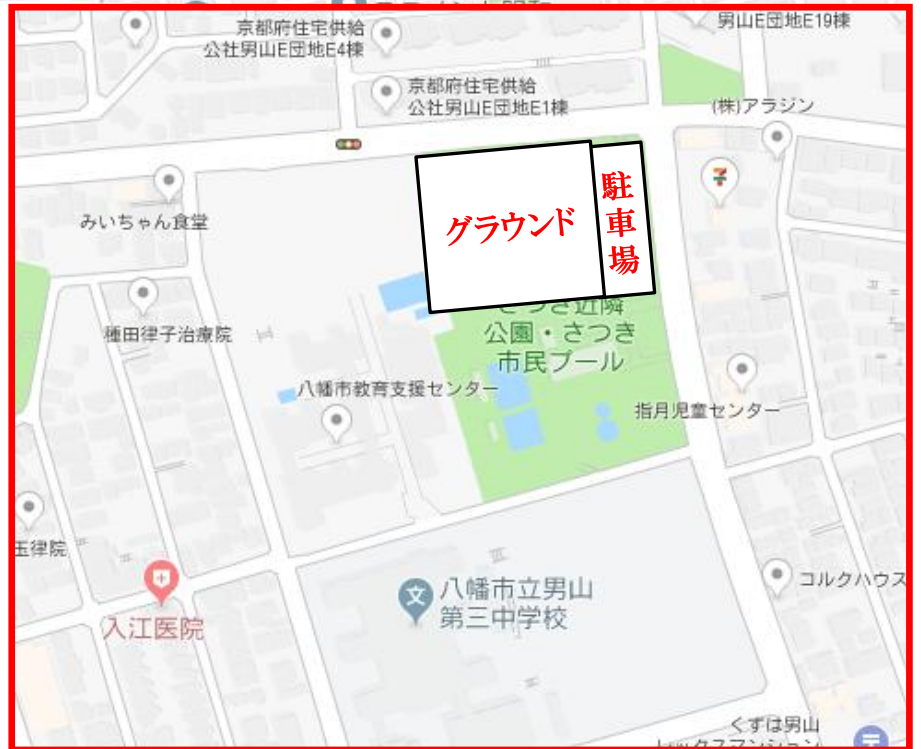 京都府住宅供給
公社男山E団地E4棟
男山E団地E19棟
京都府住宅供給
公社男山E団地E1棟
(株)アラジン
みいちゃん食堂
グラウンド
駐車場
種田律子治療院
さつき近隣
公園・さつき
市民プール
八幡市教育支援センター
指月児童センター
玉律院
八幡市立男山
第三中学校
コルクハウス
入江医院
くずは男山